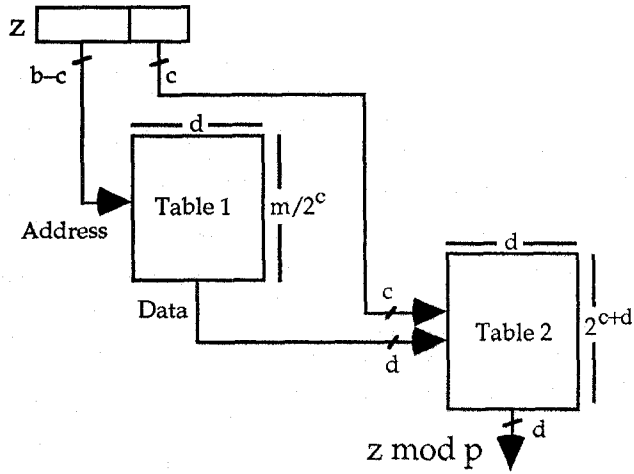 z
b–c
c
d
Table 1
m/2^c
Address
Data
d
c
Table 2
2^c+d
d
d
z mod p